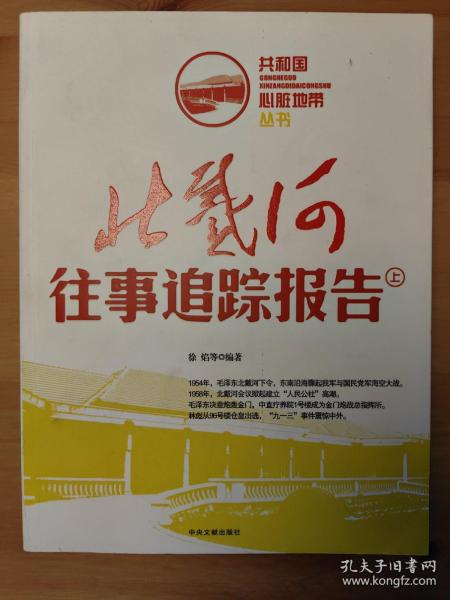 共和国
GONGHEGUO
XINZANGDIDAICONGSHU
心脏地带
丛书
北戴河
往事追踪报告上
徐 焰等◎编著
1954年，毛泽东北戴河下令，东南沿海骤起我军与国民党军海空大战。
1958年，北戴河会议掀起建立“人民公社”高潮。
毛泽东决意炮轰金门，中直疗养院1号楼成为金门炮战总指挥所。
林彪从96号楼仓皇出逃，“九一三”事件震惊中外。
中央文献出版社
孔夫子旧书网
www.kongfz.com